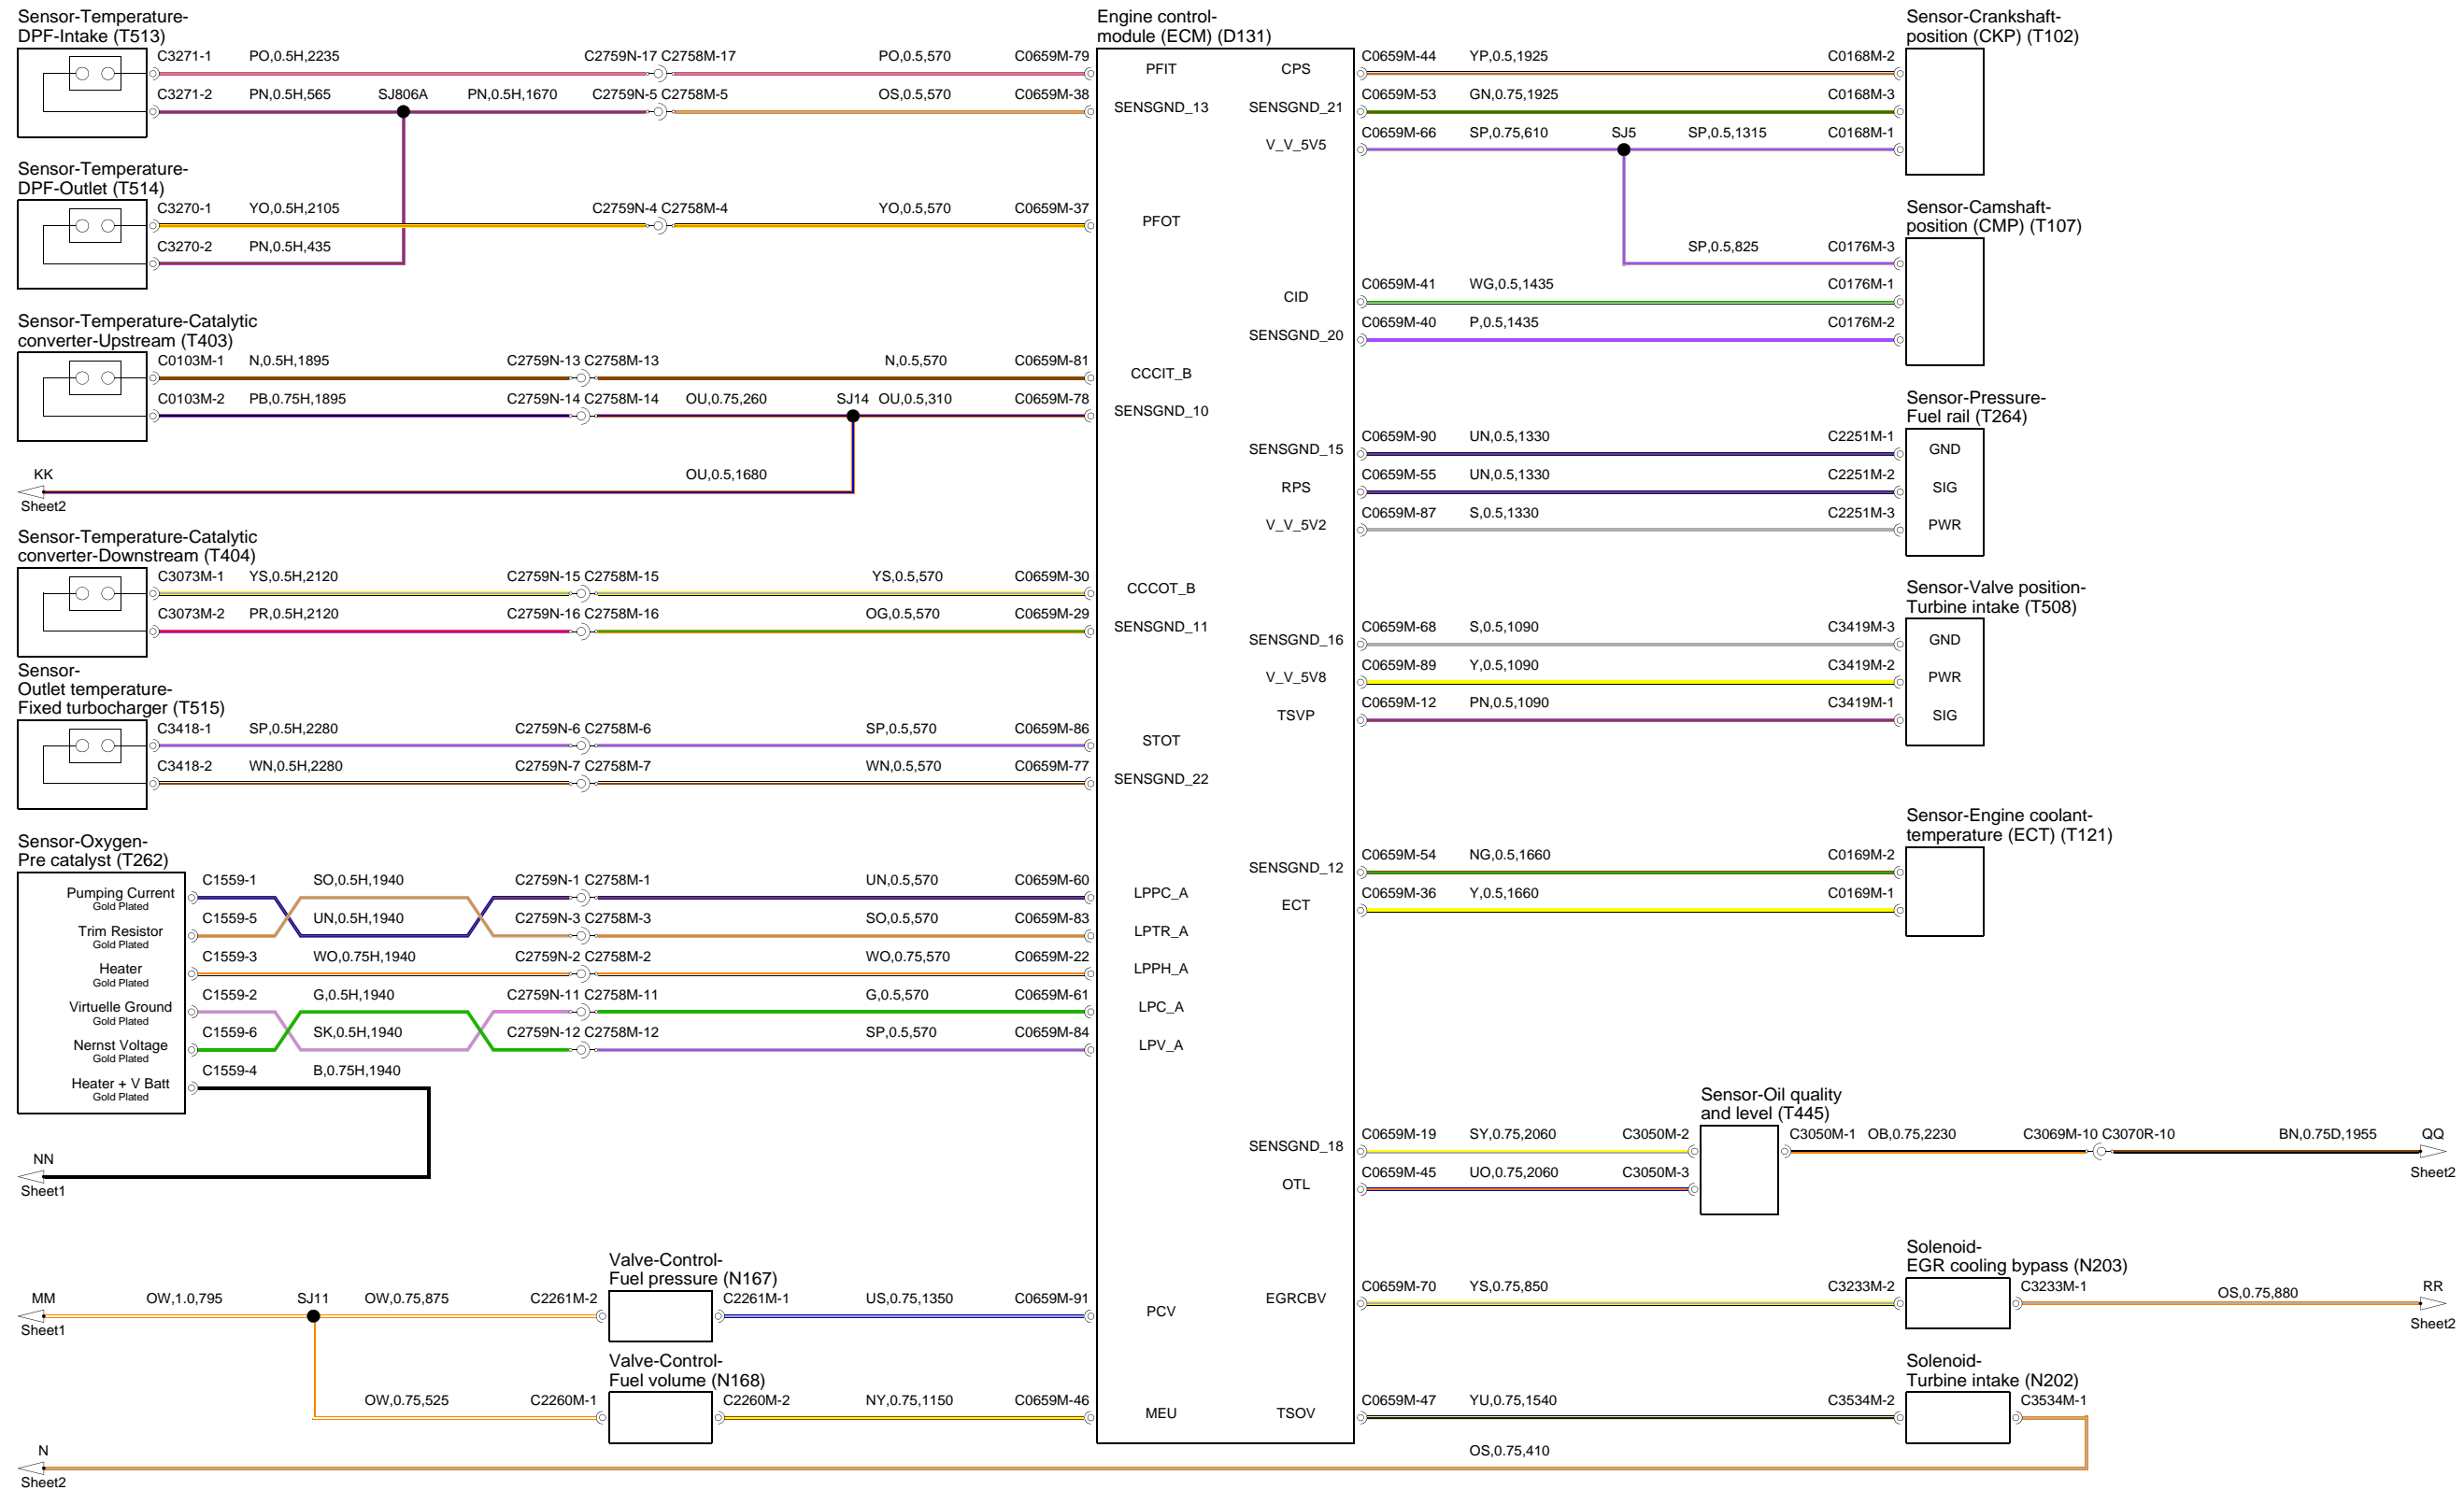 Sensor-Temperature-
DPF-Intake (T513)
C3271-1 PO,0.5H,2235 C2759N-17 C2758M-17 PO,0.5,570 C0659M-79
C3271-2 PN,0.5H,565 SJ806A PN,0.5H,1670 C2759N-5 C2758M-5 OS,0.5,570 C0659M-38
Sensor-Temperature-
DPF-Outlet (T514)
C3270-1 YO,0.5H,2105 C2759N-4 C2758M-4 YO,0.5,570 C0659M-37
C3270-2 PN,0.5H,435
Sensor-Temperature-Catalytic
converter-Upstream (T403)
C0103M-1 N,0.5H,1895 C2759N-13 C2758M-13 N,0.5,570 C0659M-81
C0103M-2 PB,0.75H,1895 C2759N-14 C2758M-14 OU,0.75,260 SJ14 OU,0.5,310 C0659M-78
KK OU,0.5,1680
Sheet2
Sensor-Temperature-Catalytic
converter-Downstream (T404)
C3073M-1 YS,0.5H,2120 C2759N-15 C2758M-15 YS,0.5,570 C0659M-30
C3073M-2 PR,0.5H,2120 C2759N-16 C2758M-16 OG,0.5,570 C0659M-29
Sensor-
Outlet temperature-
Fixed turbocharger (T515)
C3418-1 SP,0.5H,2280 C2759N-6 C2758M-6 SP,0.5,570 C0659M-86
C3418-2 WN,0.5H,2280 C2759N-7 C2758M-7 WN,0.5,570 C0659M-77
Sensor-Oxygen-
Pre catalyst (T262)
Pumping Current
Gold Plated
C1559-1 SO,0.5H,1940 C2759N-1 C2758M-1 UN,0.5,570 C0659M-60
Trim Resistor
Gold Plated
C1559-5 UN,0.5H,1940 C2759N-3 C2758M-3 SO,0.5,570 C0659M-83
Heater
Gold Plated
C1559-3 WO,0.75H,1940 C2759N-2 C2758M-2 WO,0.75,570 C0659M-22
Virtuelle Ground
Gold Plated
C1559-2 G,0.5H,1940 C2759N-11 C2758M-11 G,0.5,570 C0659M-61
Nernst Voltage
Gold Plated
C1559-6 SK,0.5H,1940 C2759N-12 C2758M-12 SP,0.5,570 C0659M-84
Heater + V Batt
Gold Plated
C1559-4 B,0.75H,1940
NN
Sheet1
Valve-Control-
Fuel pressure (N167)
MM OW,1.0,795 SJ11 OW,0.75,875 C2261M-2 C2261M-1 US,0.75,1350 C0659M-91
Sheet1
Valve-Control-
Fuel volume (N168)
OW,0.75,525 C2260M-1 C2260M-2 NY,0.75,1150 C0659M-46
N
Sheet2
Engine control-
module (ECM) (D131)
PFIT CPS
SENSGND_13 SENSGND_21
V_V_5V5
PFOT
CID
SENSGND_20
CCCIT_B
SENSGND_10
SENSGND_15
RPS
V_V_5V2
CCCOT_B
SENSGND_11
SENSGND_16
V_V_5V8
TSVP
STOT
SENSGND_22
SENSGND_12
LPPC_A
ECT
LPTR_A
LPPH_A
LPC_A
LPV_A
SENSGND_18
OTL
EGRCBV
PCV
MEU TSOV
Sensor-Crankshaft-
position (CKP) (T102)
C0659M-44 YP,0.5,1925 C0168M-2
C0659M-53 GN,0.75,1925 C0168M-3
C0659M-66 SP,0.75,610 SJ5 SP,0.5,1315 C0168M-1
Sensor-Camshaft-
position (CMP) (T107)
SP,0.5,825 C0176M-3
C0659M-41 WG,0.5,1435 C0176M-1
C0659M-40 P,0.5,1435 C0176M-2
Sensor-Pressure-
Fuel rail (T264)
C0659M-90 UN,0.5,1330 C2251M-1 GND
C0659M-55 UN,0.5,1330 C2251M-2 SIG
C0659M-87 S,0.5,1330 C2251M-3 PWR
Sensor-Valve position-
Turbine intake (T508)
C0659M-68 S,0.5,1090 C3419M-3 GND
C0659M-89 Y,0.5,1090 C3419M-2 PWR
C0659M-12 PN,0.5,1090 C3419M-1 SIG
Sensor-Engine coolant-
temperature (ECT) (T121)
C0659M-54 NG,0.5,1660 C0169M-2
C0659M-36 Y,0.5,1660 C0169M-1
Sensor-Oil quality
and level (T445)
C0659M-19 SY,0.75,2060 C3050M-2 C3050M-1 OB,0.75,2230 C3069M-10 C3070R-10 BN,0.75D,1955 QQ
Sheet2
C0659M-45 UO,0.75,2060 C3050M-3
Solenoid-
EGR cooling bypass (N203)
C0659M-70 YS,0.75,850 C3233M-2 C3233M-1 OS,0.75,880 RR
Sheet2
Solenoid-
Turbine intake (N202)
C0659M-47 YU,0.75,1540 C3534M-2 C3534M-1
OS,0.75,410